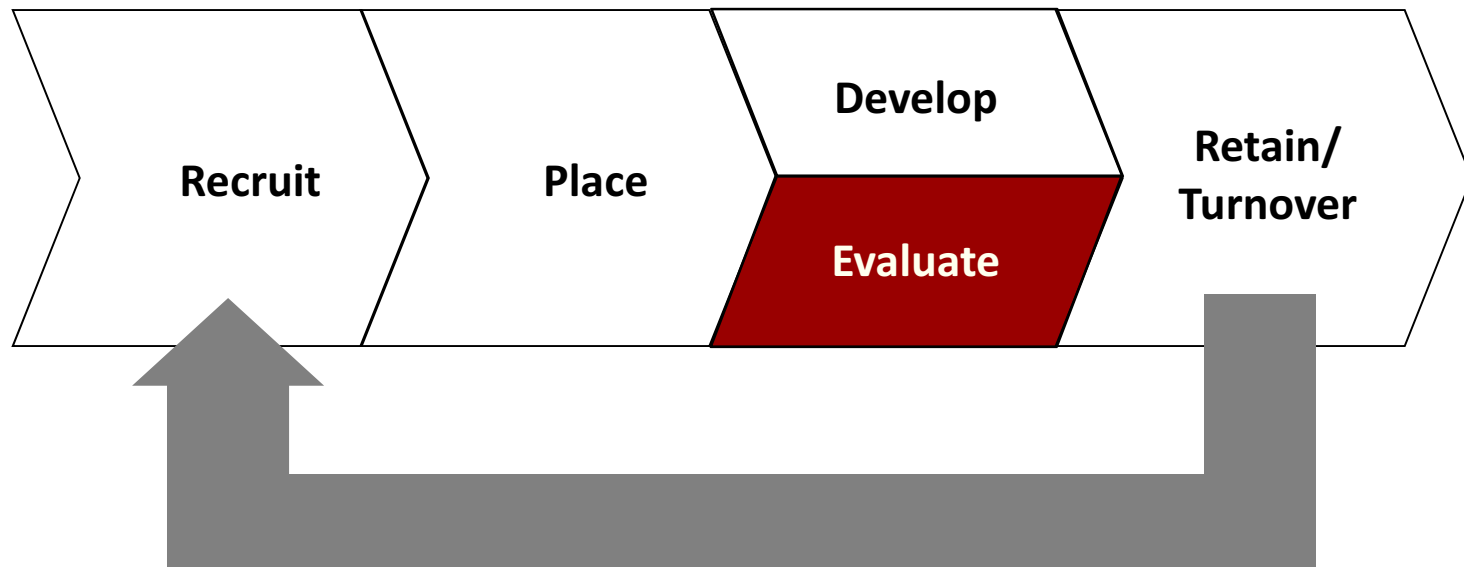 Recruit
Place
Develop
Evaluate
Retain/
Turnover